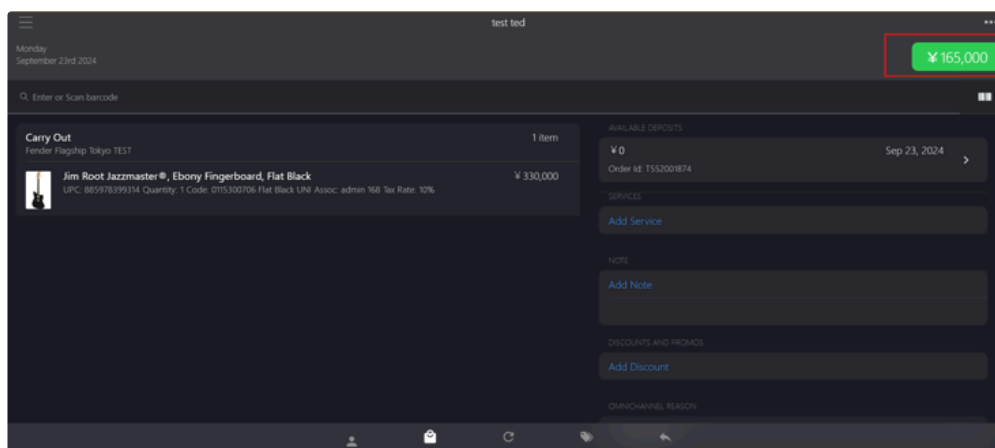 test ted
Monday
September 23rd 2024
¥165,000
Enter or Scan barcode
Carry Out
1 item
Fender Flagship Tokyo TEST
Jim Root Jazzmaster®, Ebony Fingerboard, Flat Black
¥ 330,000
UPC: 885978399314 Quantity: 1 Code: 0115300706 Flat Black UNI Assoc: admin 168 Tax Rate: 10%
AVAILABLE DEPOSITS
¥ 0
Sep 23, 2024
Order Id: T552001874
SERVICES
Add Service
NOTE
Add Note
DISCOUNTS AND PROMOS
Add Discount
OMNICHANNEL REASON